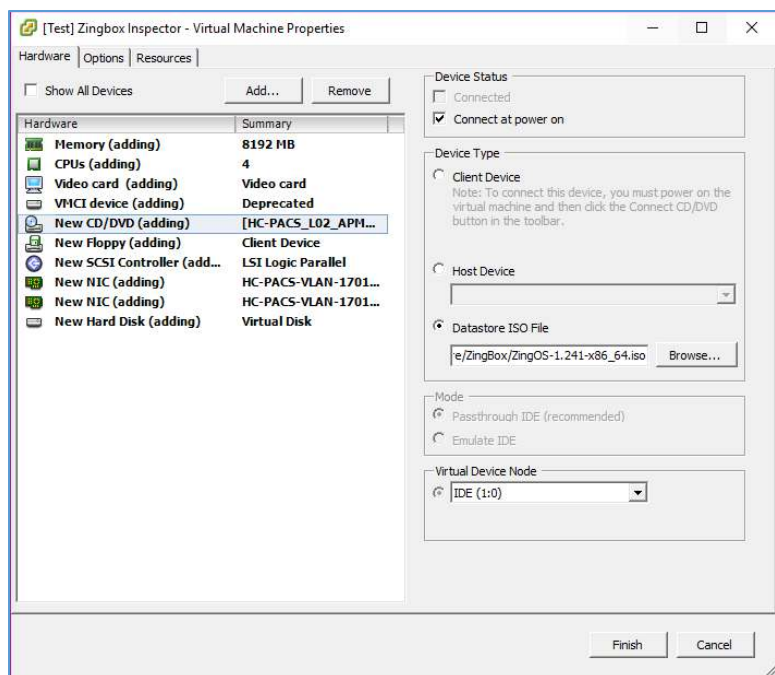 [Test] Zingbox Inspector - Virtual Machine Properties
Hardware Options Resources
Show All Devices
Add...
Remove
Hardware Summary
Memory (adding) 8192 MB
CPUs (adding) 4
Video card (adding) Video card
VMCI device (adding) Deprecated
New CD/DVD (adding) [HC-PACS_L02_APM...
New Floppy (adding) Client Device
New SCSI Controller (add... LSI Logic Parallel
New NIC (adding) HC-PACS-VLAN-1701...
New NIC (adding) HC-PACS-VLAN-1701...
New Hard Disk (adding) Virtual Disk
Device Status
Connected
Connect at power on
Device Type
Client Device
Note: To connect this device, you must power on the
virtual machine and then click the Connect CD/DVD
button in the toolbar.
Host Device
Datastore ISO File
e/ZingBox/ZingOS-1.241-x86_64.iso
Browse...
Mode
Passthrough IDE (recommended)
Emulate IDE
Virtual Device Node
IDE (1:0)
Finish
Cancel